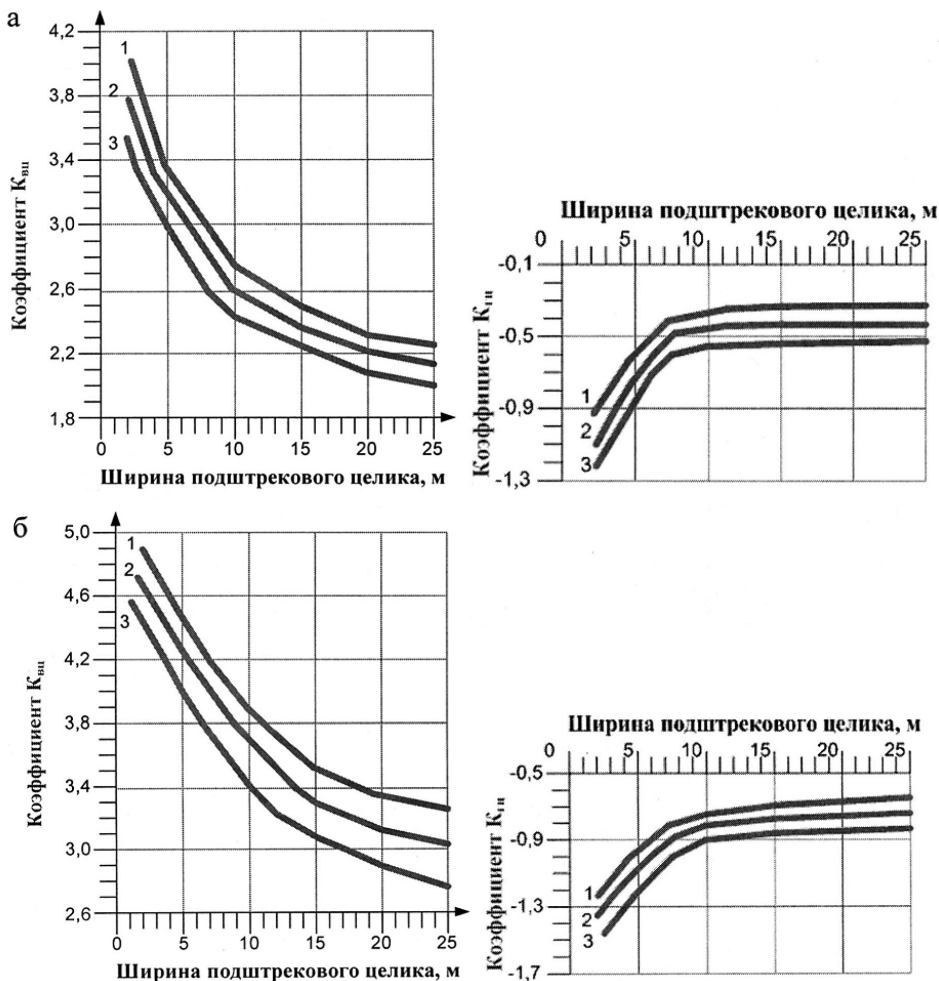 а
Коэффициент Kвц
4,2
3,8
3,4
3,0
2,6
2,2
1,8
1
2
3
0 5 10 15 20 25
Ширина подштрекового целика, м
Ширина подштрекового целика, м
0 5 10 15 20 25
Коэффициент Kгц
-0,1
-0,5
-0,9
-1,3
1
2
3
б
Коэффициент Kвц
5,0
4,6
4,2
3,8
3,4
3,0
2,6
1
2
3
0 5 10 15 20 25
Ширина подштрекового целика, м
Ширина подштрекового целика, м
0 5 10 15 20 25
Коэффициент Kгц
-0,5
-0,9
-1,3
-1,7
1
2
3